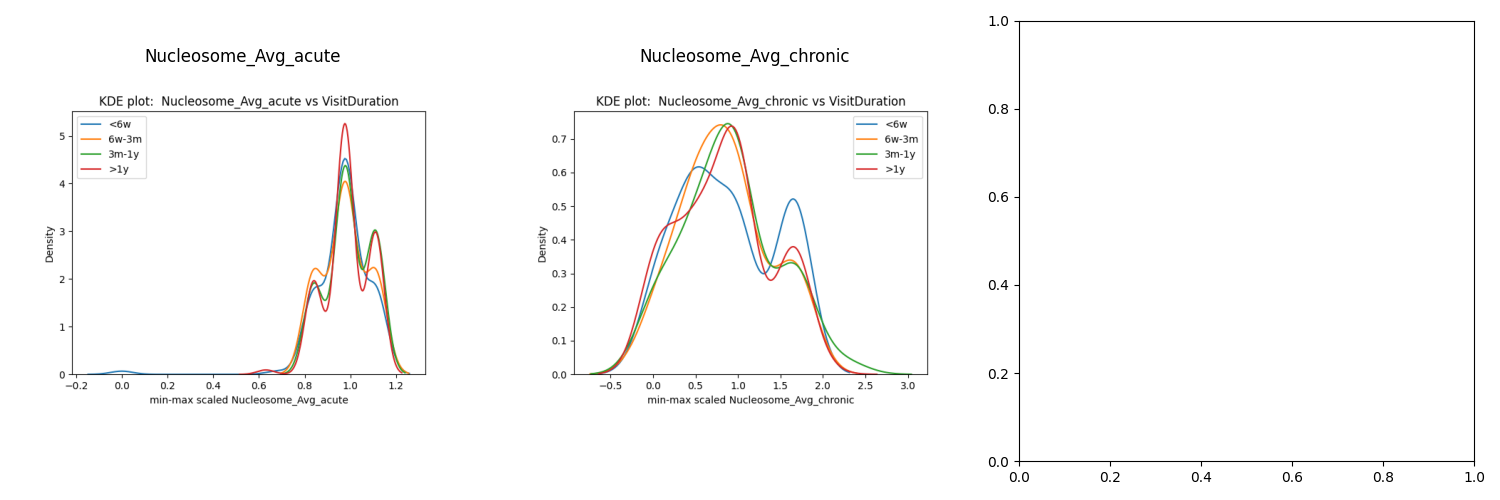 Nucleosome_Avg_acute
KDE plot:  Nucleosome_Avg_acute vs VisitDuration
<6w
6w-3m
3m-1y
>1y
Density
5
4
3
2
1
0
−0.2 0.0 0.2 0.4 0.6 0.8 1.0 1.2
min-max scaled Nucleosome_Avg_acute
Nucleosome_Avg_chronic
KDE plot:  Nucleosome_Avg_chronic vs VisitDuration
<6w
6w-3m
3m-1y
>1y
Density
0.7
0.6
0.5
0.4
0.3
0.2
0.1
0.0
−0.5 0.0 0.5 1.0 1.5 2.0 2.5 3.0
min-max scaled Nucleosome_Avg_chronic
1.0
0.8
0.6
0.4
0.2
0.0
0.0 0.2 0.4 0.6 0.8 1.0